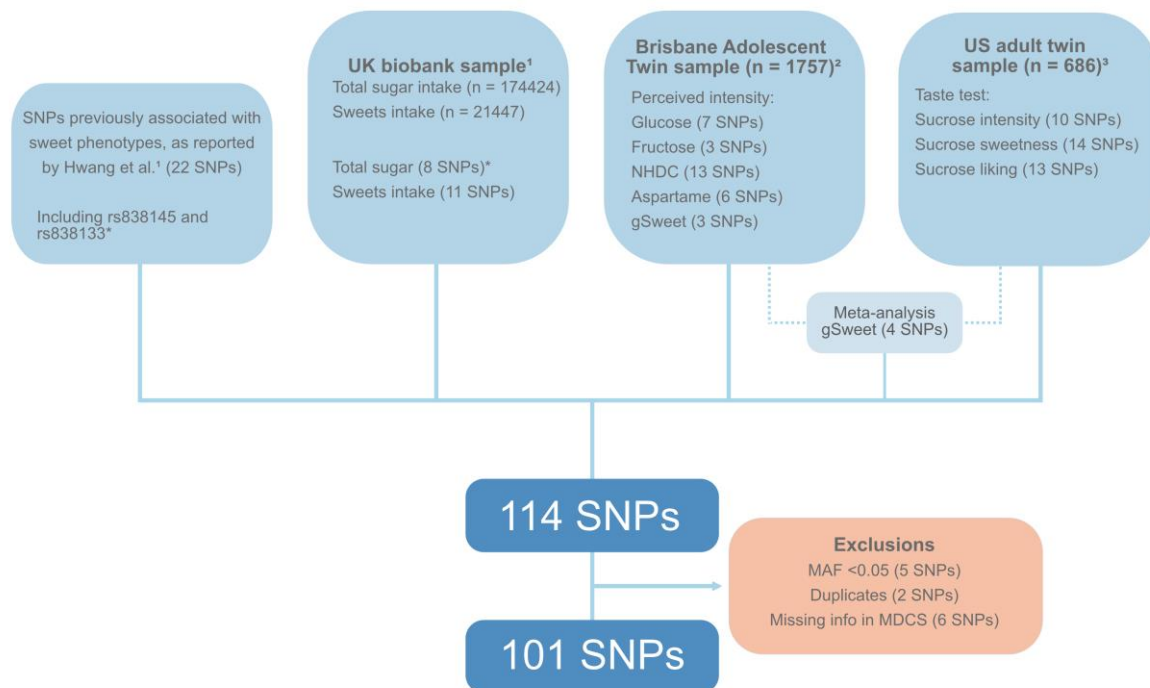 SNPs previously associated with
sweet phenotypes, as reported
by Hwang et al.¹ (22 SNPs)
Including rs838145 and
rs838133*
UK biobank sample¹
Total sugar intake (n = 174424)
Sweets intake (n = 21447)
Total sugar (8 SNPs)*
Sweets intake (11 SNPs)
Brisbane Adolescent
Twin sample (n = 1757)²
Perceived intensity:
Glucose (7 SNPs)
Fructose (3 SNPs)
NHDC (13 SNPs)
Aspartame (6 SNPs)
gSweet (3 SNPs)
US adult twin
sample (n = 686)³
Taste test:
Sucrose intensity (10 SNPs)
Sucrose sweetness (14 SNPs)
Sucrose liking (13 SNPs)
Meta-analysis
gSweet (4 SNPs)
114 SNPs
Exclusions
MAF <0.05 (5 SNPs)
Duplicates (2 SNPs)
Missing info in MDCS (6 SNPs)
101 SNPs